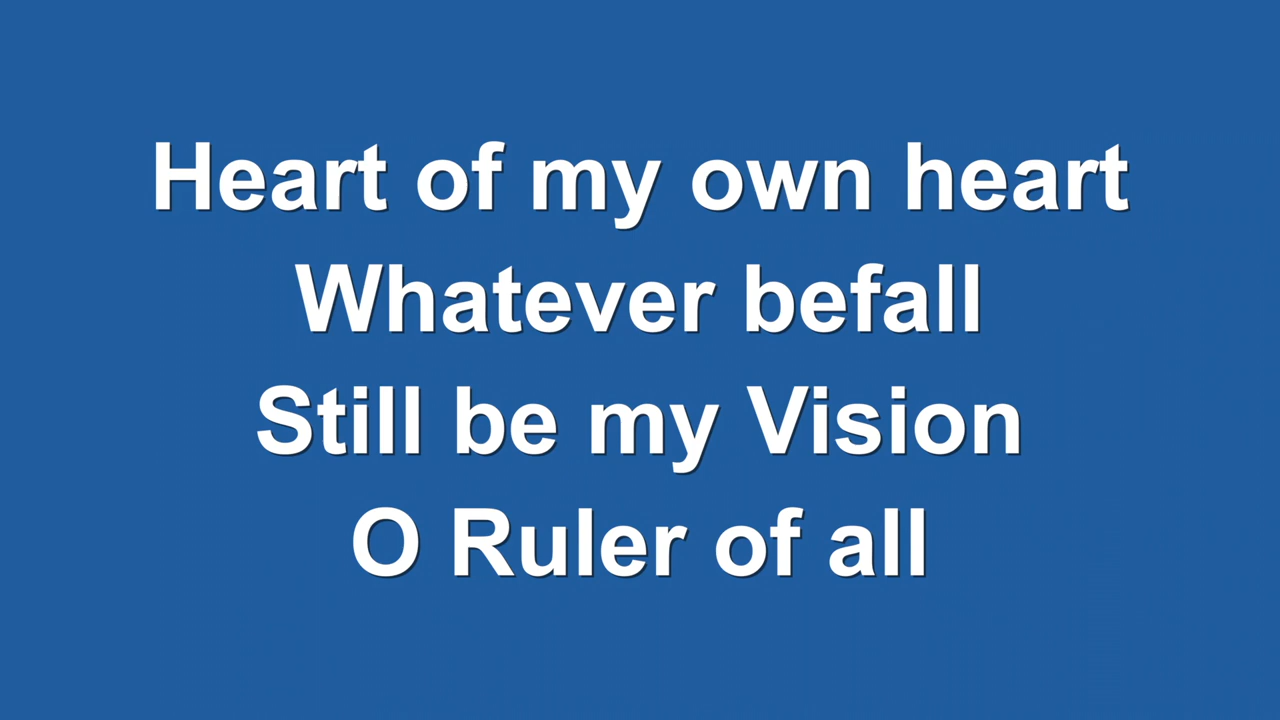 Heart of my own heart
Whatever befall
Still be my Vision
O Ruler of all